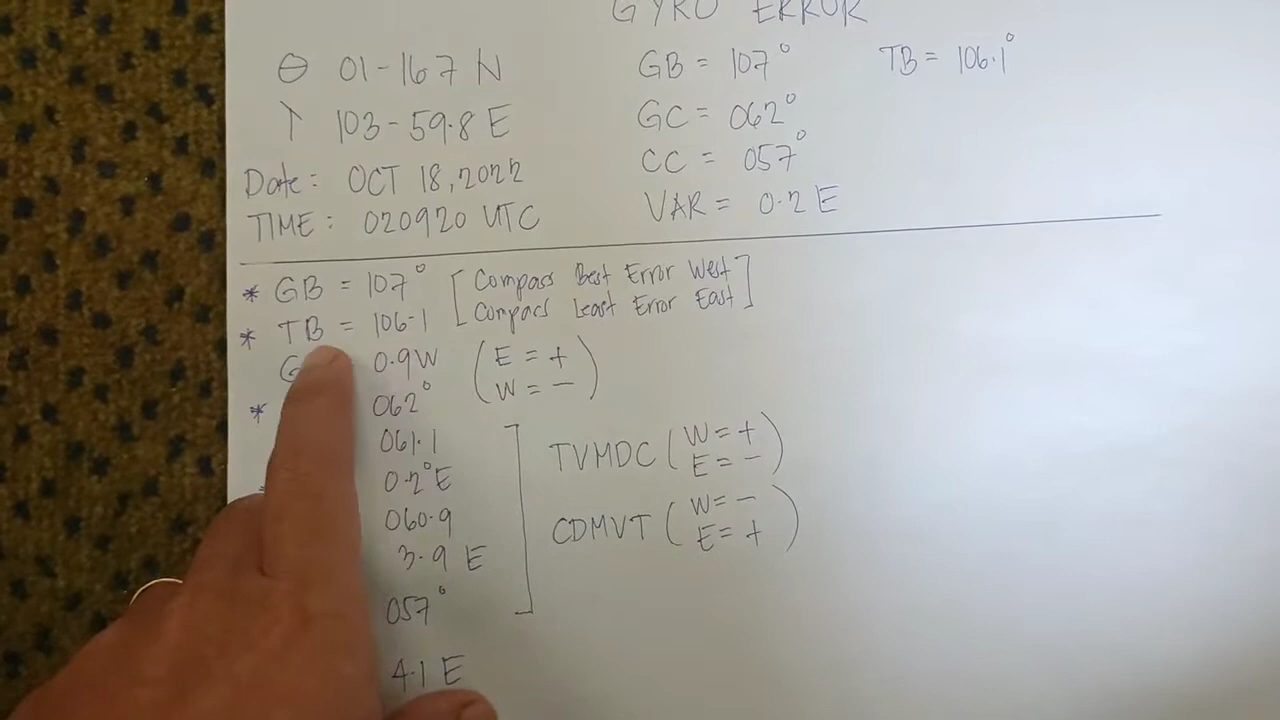 GYRO ERROR
θ 01-16.7 N
λ 103-59.8 E
Date: OCT 18, 2022
TIME: 020920 UTC
GB = 107°
GC = 062°
CC = 057°
VAR = 0.2 E
TB = 106.1°
* GB = 107° [Compass Best Error West
* TB = 106.1 Compass Least Error East]
G 0.9W (E = +
W = -)
* 062°
061.1
0.2°E
060.9
3.9 E
057°
4.1 E
TVMDC (W = +
E = -)
CDMVT (W = -
E = +)